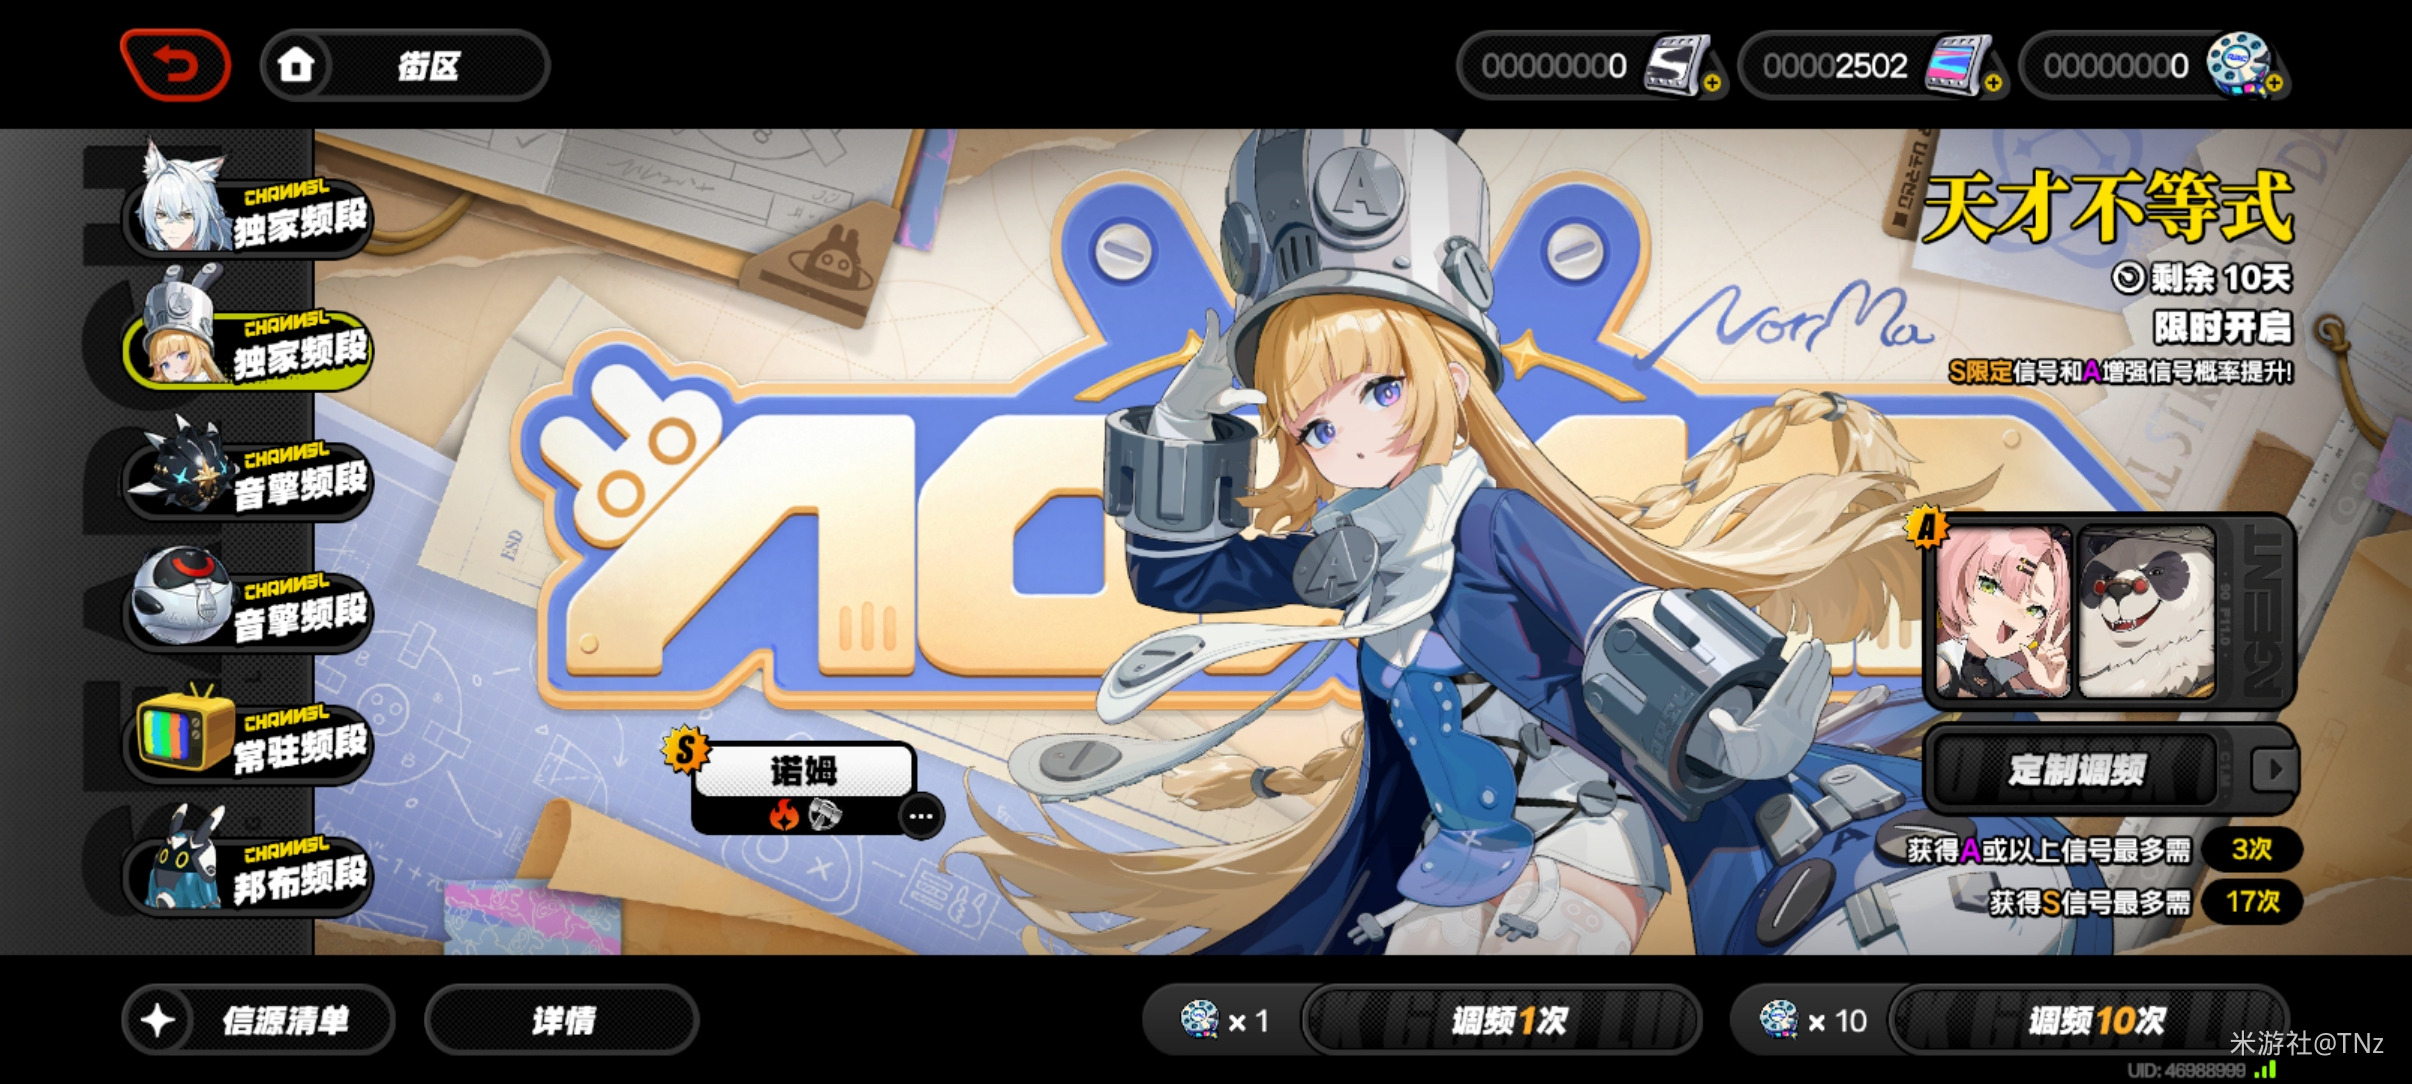 街区
000000000
00002502
000000000
CHANNEL
独家频段
CHANNEL
独家频段
CHANNEL
音擎频段
CHANNEL
音擎频段
CHANNEL
常驻频段
CHANNEL
邦布频段
天才不等式
剩余 10天
限时开启
S限定信号和A增强信号概率提升!
NorMa
A
A
ESD
S
诺姆
A
AGENT
定制调频
获得A或以上信号最多需 3次
获得S信号最多需 17次
信源清单
详情
x 1
调频1次
x 10
调频10次
米游社@TNz
UID: 46988999